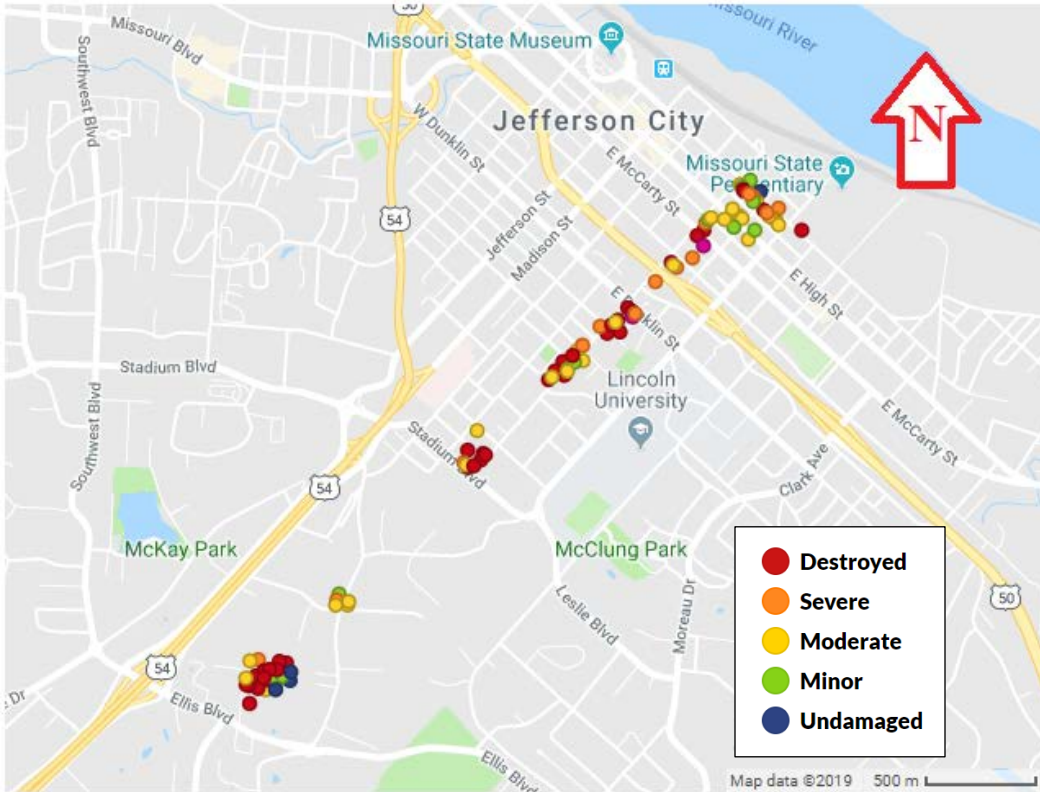 50
Missouri River
Missouri Blvd
Missouri State Museum
Southwest Blvd
W Dunklin St
Jefferson City
N
E McCarty St
Missouri State
Penitentiary
54
Jefferson St
Madison St
E High St
E Dunklin St
Stadium Blvd
Lincoln
University
Southwest Blvd
E McCarty St
Stadium Blvd
Clark Ave
54
McKay Park
McClung Park
Destroyed
Severe
Moderate
Minor
Undamaged
50
Leslie Blvd
Moreau Dr
54
e Dr
Ellis Blvd
Ellis Blvd
Map data ©2019
500 m